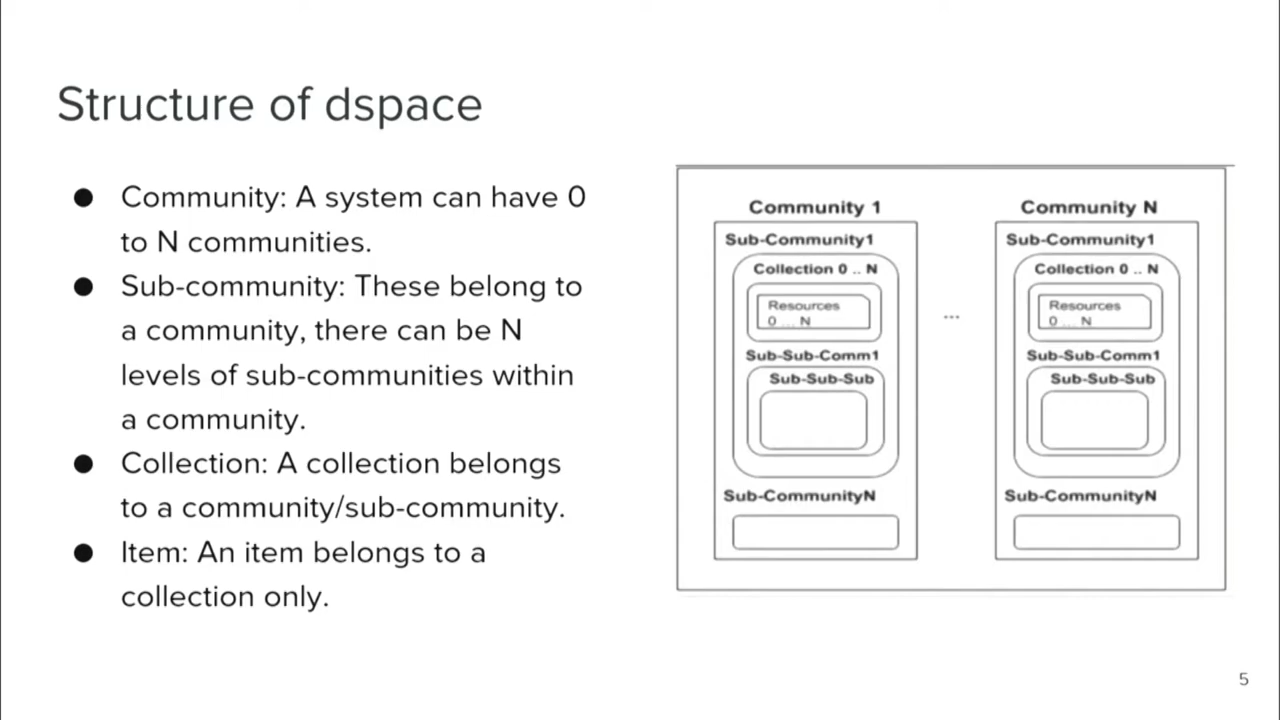 Structure of dspace
● Community: A system can have 0
to N communities.
● Sub-community: These belong to
a community, there can be N
levels of sub-communities within
a community.
● Collection: A collection belongs
to a community/sub-community.
● Item: An item belongs to a
collection only.
Community 1
Sub-Community1
Collection 0 .. N
Resources
0 ... N
Sub-Sub-Comm1
Sub-Sub-Sub
Sub-CommunityN
...
Community N
Sub-Community1
Collection 0 .. N
Resources
0 ... N
Sub-Sub-Comm1
Sub-Sub-Sub
Sub-CommunityN
5